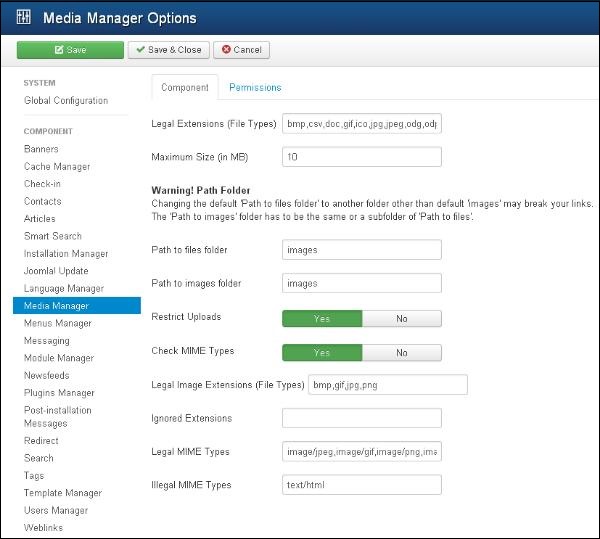 Media Manager Options
Save
Save & Close
Cancel
SYSTEM
Global Configuration
COMPONENT
Banners
Cache Manager
Check-in
Contacts
Articles
Smart Search
Installation Manager
Joomla! Update
Language Manager
Media Manager
Menus Manager
Messaging
Module Manager
Newsfeeds
Plugins Manager
Post-installation
Messages
Redirect
Search
Tags
Template Manager
Users Manager
Weblinks
Component
Permissions
Legal Extensions (File Types) bmp,csv,doc,gif,ico,jpg,jpeg,odg,odp
Maximum Size (in MB) 10
Warning! Path Folder
Changing the default 'Path to files folder' to another folder other than default 'images' may break your links.
The 'Path to images' folder has to be the same or a subfolder of 'Path to files'.
Path to files folder images
Path to images folder images
Restrict Uploads Yes No
Check MIME Types Yes No
Legal Image Extensions (File Types) bmp,gif,jpg,png
Ignored Extensions
Legal MIME Types image/jpeg,image/gif,image/png,ima
Illegal MIME Types text/html